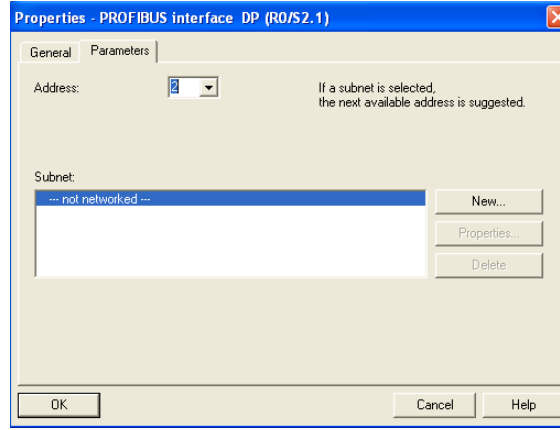 Properties - PROFIBUS interface DP (R0/S2.1)
General Parameters
Address: 2 If a subnet is selected,
the next available address is suggested.
Subnet:
--- not networked --- New...
Properties...
Delete
OK Cancel Help